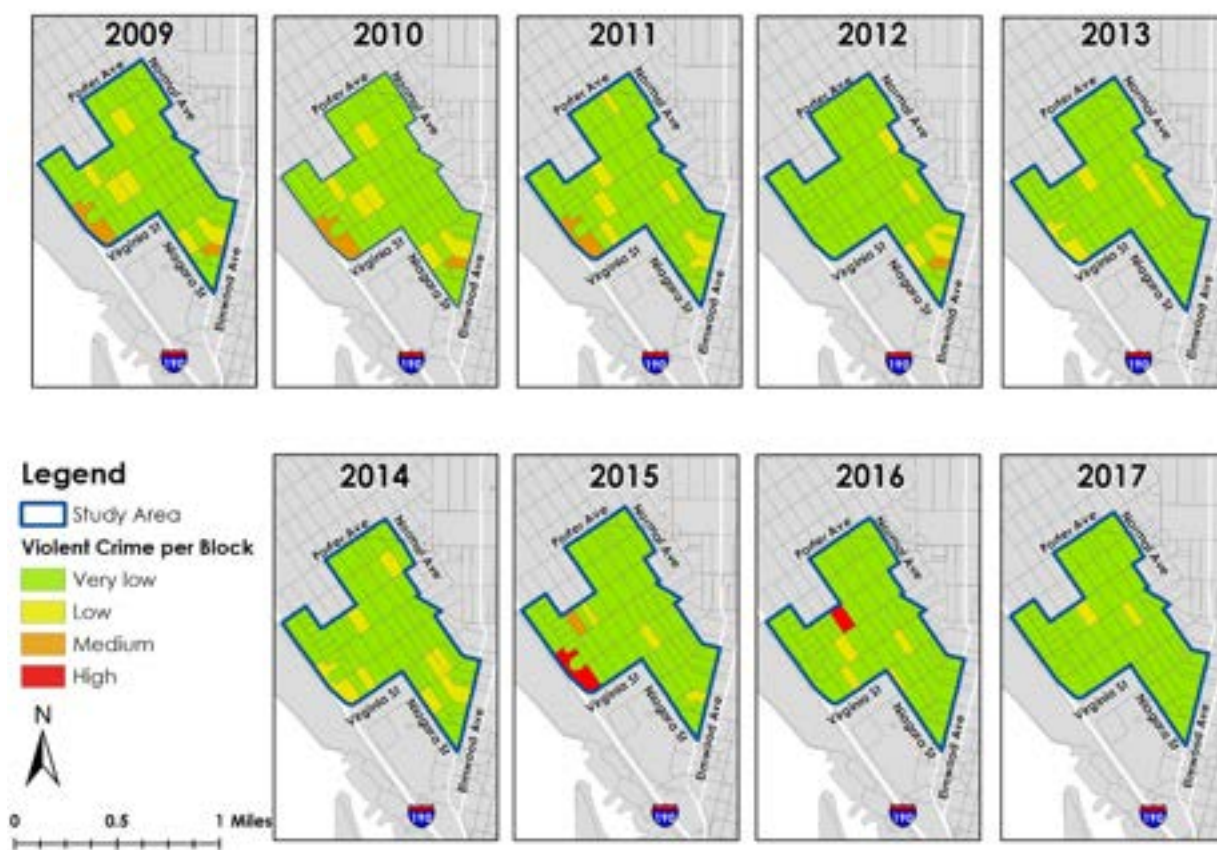 2009
Porter Ave
Normal Ave
Virginia St
Niagara St
Elmwood Ave
190
2010
Porter Ave
Normal Ave
Virginia St
Niagara St
Elmwood Ave
190
2011
Porter Ave
Normal Ave
Virginia St
Niagara St
Elmwood Ave
190
2012
Porter Ave
Normal Ave
Virginia St
Niagara St
Elmwood Ave
190
2013
Porter Ave
Normal Ave
Virginia St
Niagara St
Elmwood Ave
190
Legend
Study Area
Violent Crime per Block
Very low
Low
Medium
High
N
0 0.5 1 Miles
2014
Porter Ave
Normal Ave
Virginia St
Niagara St
Elmwood Ave
190
2015
Porter Ave
Normal Ave
Virginia St
Niagara St
Elmwood Ave
190
2016
Porter Ave
Normal Ave
Virginia St
Niagara St
Elmwood Ave
190
2017
Porter Ave
Normal Ave
Virginia St
Niagara St
Elmwood Ave
190